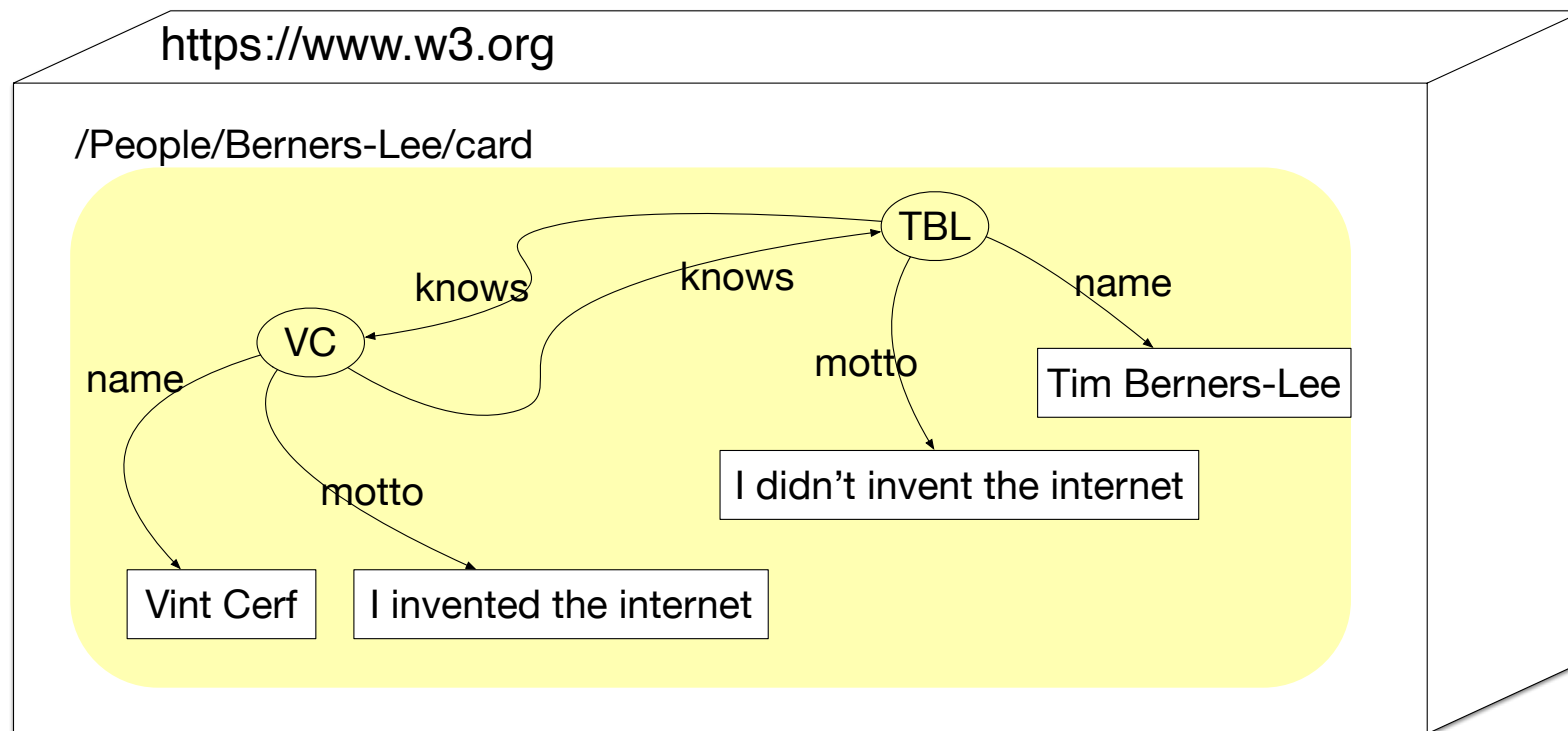 https://www.w3.org
/People/Berners-Lee/card
TBL
knows
knows
name
VC
motto
name
Tim Berners-Lee
I didn’t invent the internet
motto
Vint Cerf
I invented the internet